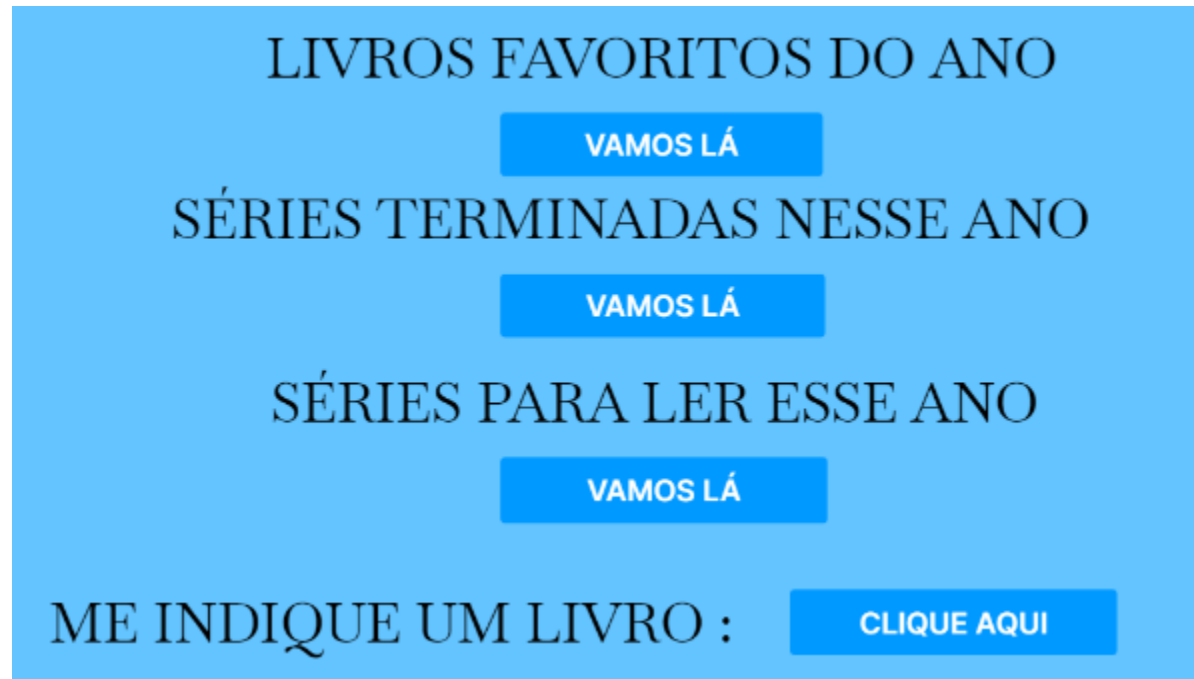 LIVROS FAVORITOS DO ANO
VAMOS LÁ
SÉRIES TERMINADAS NESSE ANO
VAMOS LÁ
SÉRIES PARA LER ESSE ANO
VAMOS LÁ
ME INDIQUE UM LIVRO : CLIQUE AQUI